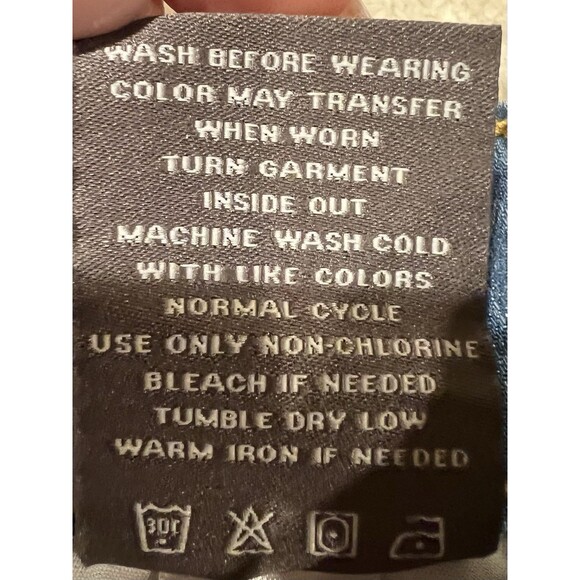 WASH BEFORE WEARING
COLOR MAY TRANSFER
WHEN WORN
TURN GARMENT
INSIDE OUT
MACHINE WASH COLD
WITH LIKE COLORS
NORMAL CYCLE
USE ONLY NON-CHLORINE
BLEACH IF NEEDED
TUMBLE DRY LOW
WARM IRON IF NEEDED
30C